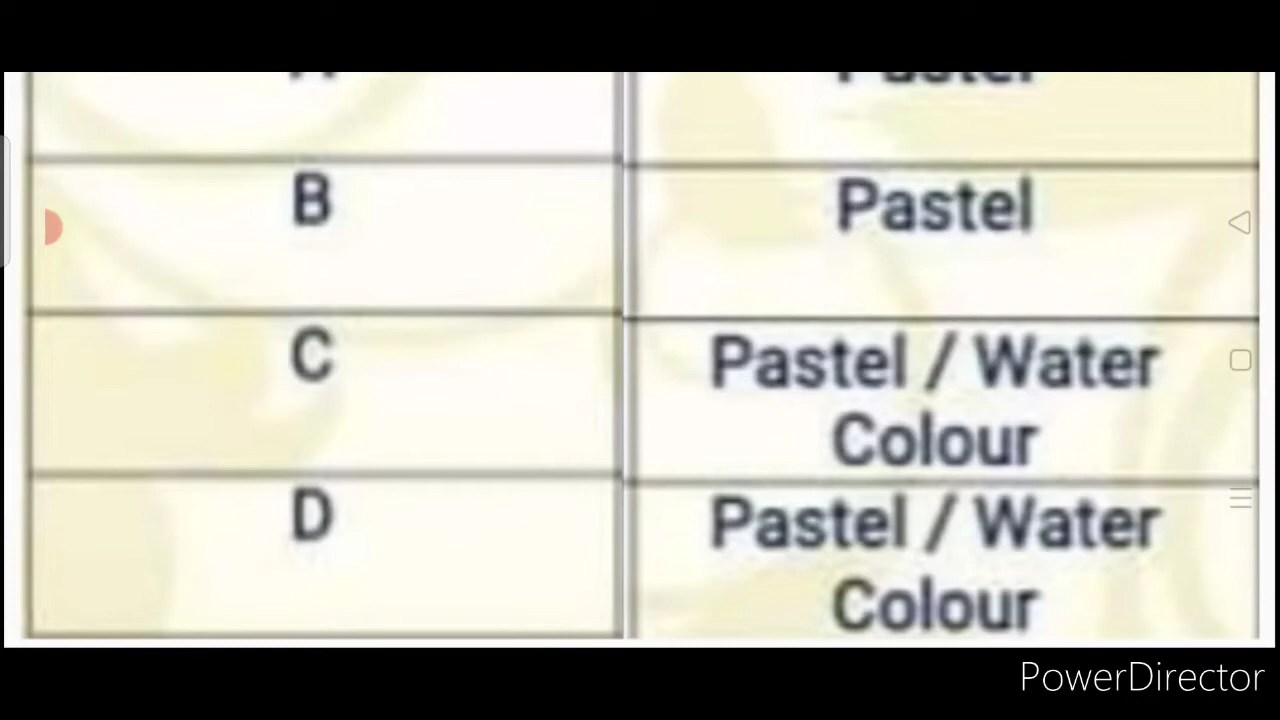 B
Pastel
C
Pastel / Water
Colour
D
Pastel / Water
Colour
PowerDirector